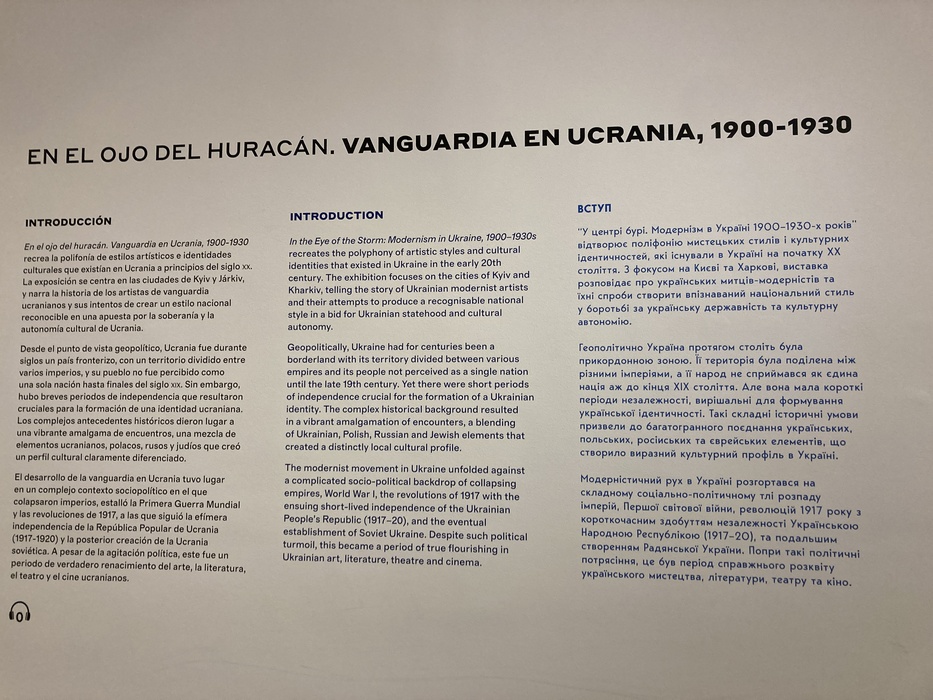 EN EL OJO DEL HURACÁN. VANGUARDIA EN UCRANIA, 1900-1930
INTRODUCCIÓN
En el ojo del huracán. Vanguardia en Ucrania, 1900-1930
recrea la polifonía de estilos artísticos e identidades
culturales que existían en Ucrania a principios del siglo XX.
La exposición se centra en las ciudades de Kyiv y Járkiv,
y narra la historia de los artistas de vanguardia
ucranianos y sus intentos de crear un estilo nacional
reconocible en una apuesta por la soberanía y la
autonomía cultural de Ucrania.
Desde el punto de vista geopolítico, Ucrania fue durante
siglos un país fronterizo, con un territorio dividido entre
varios imperios, y su pueblo no fue percibido como
una sola nación hasta finales del siglo XIX. Sin embargo,
hubo breves periodos de independencia que resultaron
cruciales para la formación de una identidad ucraniana.
Los complejos antecedentes históricos dieron lugar a
una vibrante amalgama de encuentros, una mezcla de
elementos ucranianos, polacos, rusos y judíos que creó
un perfil cultural claramente diferenciado.
El desarrollo de la vanguardia en Ucrania tuvo lugar
en un complejo contexto sociopolítico en el que
colapsaron imperios, estalló la Primera Guerra Mundial
y las revoluciones de 1917, a las que siguió la efímera
independencia de la República Popular de Ucrania
(1917-1920) y la posterior creación de la Ucrania
soviética. A pesar de la agitación política, este fue un
periodo de verdadero renacimiento del arte, la literatura,
el teatro y el cine ucranianos.
0
INTRODUCTION
In the Eye of the Storm: Modernism in Ukraine, 1900–1930s
recreates the polyphony of artistic styles and cultural
identities that existed in Ukraine in the early 20th
century. The exhibition focuses on the cities of Kyiv and
Kharkiv, telling the story of Ukrainian modernist artists
and their attempts to produce a recognisable national
style in a bid for Ukrainian statehood and cultural
autonomy.
Geopolitically, Ukraine had for centuries been a
borderland with its territory divided between various
empires and its people not perceived as a single nation
until the late 19th century. Yet there were short periods
of independence crucial for the formation of a Ukrainian
identity. The complex historical background resulted
in a vibrant amalgamation of encounters, a blending
of Ukrainian, Polish, Russian and Jewish elements that
created a distinctly local cultural profile.
The modernist movement in Ukraine unfolded against
a complicated socio-political backdrop of collapsing
empires, World War I, the revolutions of 1917 with the
ensuing short-lived independence of the Ukrainian
People's Republic (1917–20), and the eventual
establishment of Soviet Ukraine. Despite such political
turmoil, this became a period of true flourishing in
Ukrainian art, literature, theatre and cinema.
ВСТУП
"У центрі бурі. Модернізм в Україні 1900-1930-х років"
відтворює поліфонію мистецьких стилів і культурних
ідентичностей, які існували в Україні на початку XX
століття. З фокусом на Києві та Харкові, виставка
розповідає про українських митців-модерністів та
їхні спроби створити впізнаваний національний стиль
у боротьбі за українську державність та культурну
автономію.
Геополітично Україна протягом століть була
прикордонною зоною. Її територія була поділена між
різними імперіями, а її народ не сприймався як єдина
нація аж до кінця XIX століття. Але вона мала короткі
періоди незалежності, вирішальні для формування
української ідентичності. Такі складні історичні умови
призвели до багатогранного поєднання українських,
польських, російських та єврейських елементів, що
створило виразний культурний профіль в Україні.
Модерністичний рух в Україні розгортався на
складному соціально-політичному тлі розпаду
імперій, Першої світової війни, революцій 1917 року з
короткочасним здобуттям незалежності Українською
Народною Республікою (1917-20), та подальшим
створенням Радянської України. Попри такі політичні
потрясіння, це був період справжнього розквіту
українського мистецтва, літератури, театру та кіно.